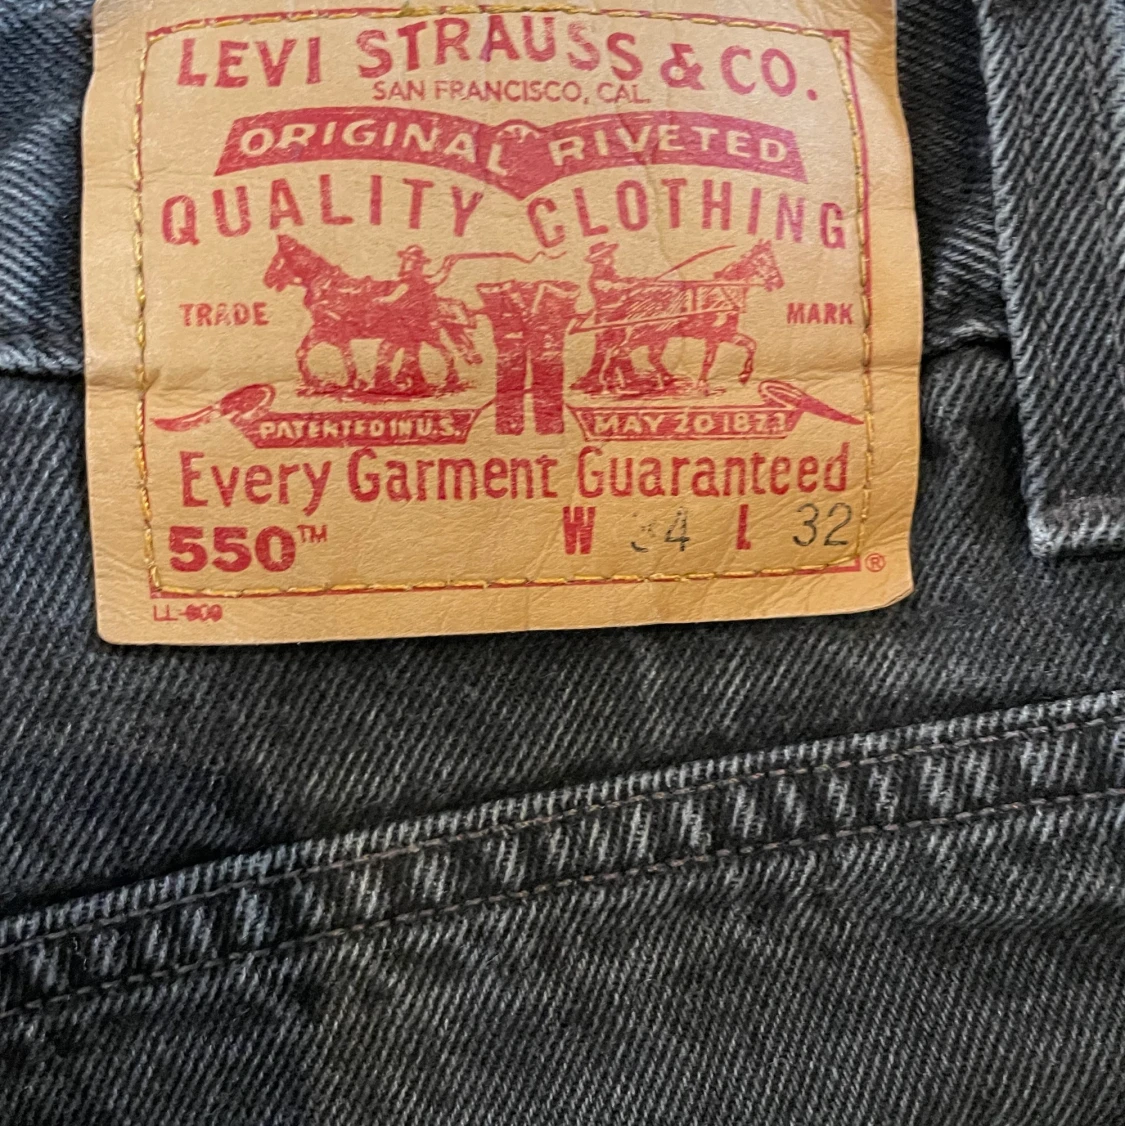 LEVI STRAUSS & CO.
SAN FRANCISCO, CAL.
ORIGINAL RIVETED
QUALITY CLOTHING
TRADE MARK
PATENTED IN U.S. MAY 20 1873
Every Garment Guaranteed
550™ W 34 L 32
®